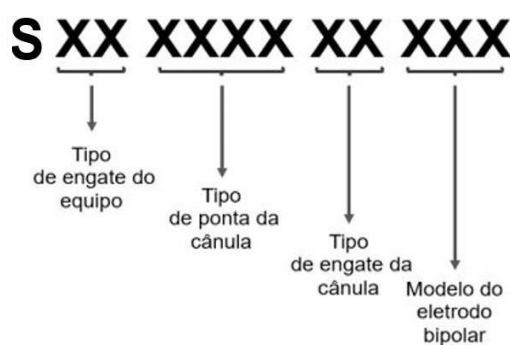 S XX XXXX XX XXX
Tipo
de engate do
equipo
Tipo
de ponta da
cânula
Tipo
de engate da
cânula
Modelo do
eletrodo
bipolar